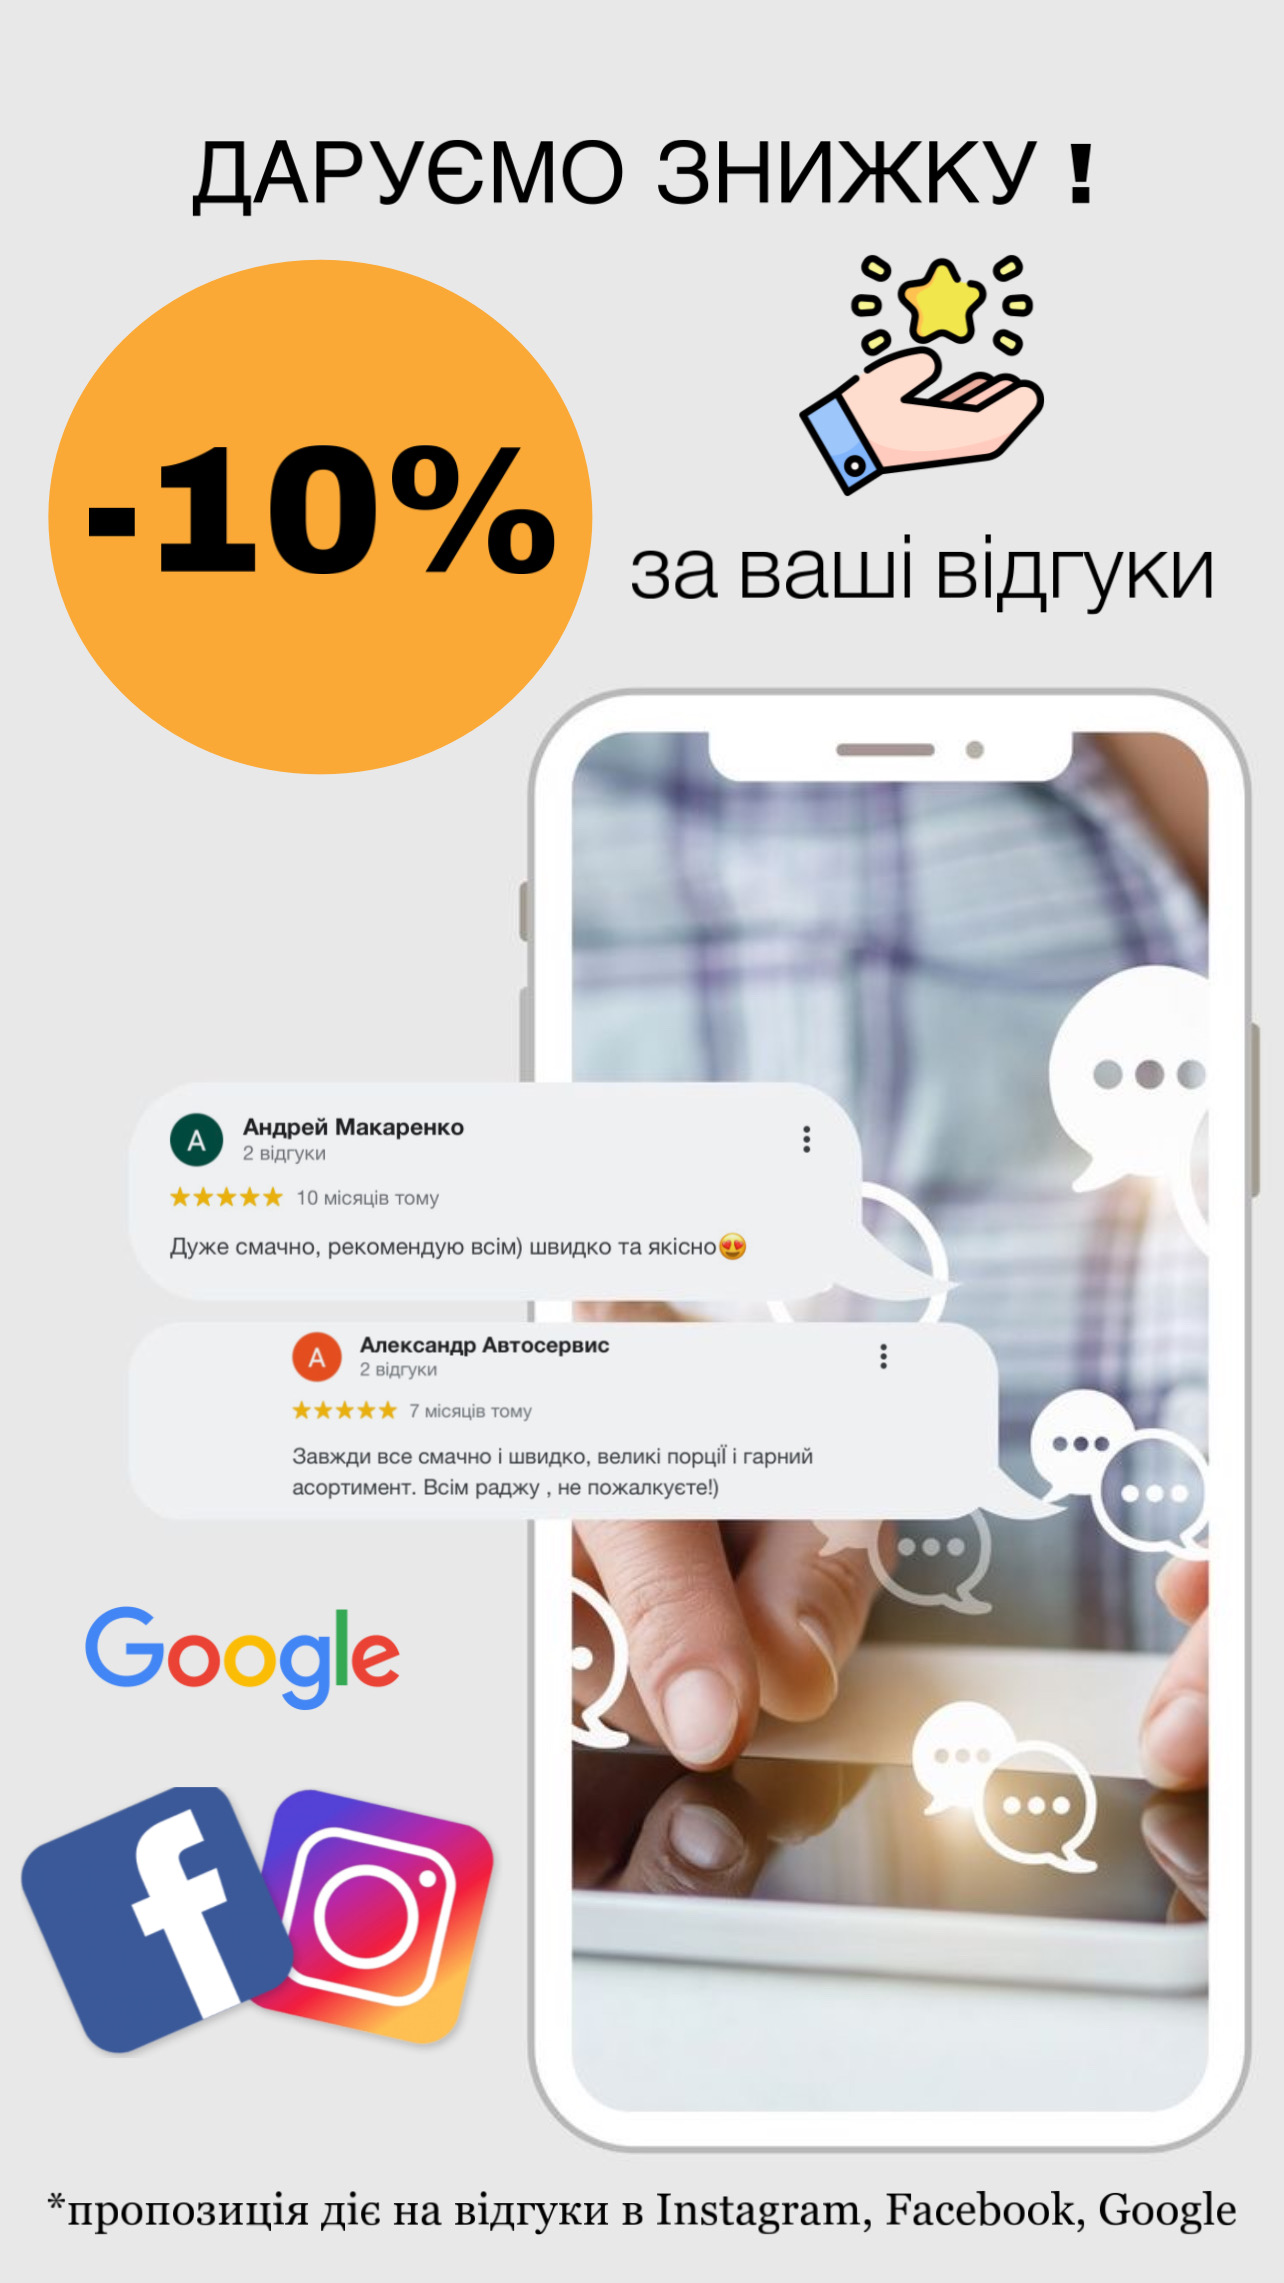 ДАРУЄМО ЗНИЖКУ !
-10%
за ваші відгуки
А
Андрей Макаренко
2 відгуки
★★★★★ 10 місяців тому
Дуже смачно, рекомендую всім) швидко та якісно😍
А
Александр Автосервис
2 відгуки
★★★★★ 7 місяців тому
Завжди все смачно і швидко, великі порції і гарний
асортимент. Всім раджу , не пожалкуєте!)
Google
*пропозиція діє на відгуки в Instagram, Facebook, Google